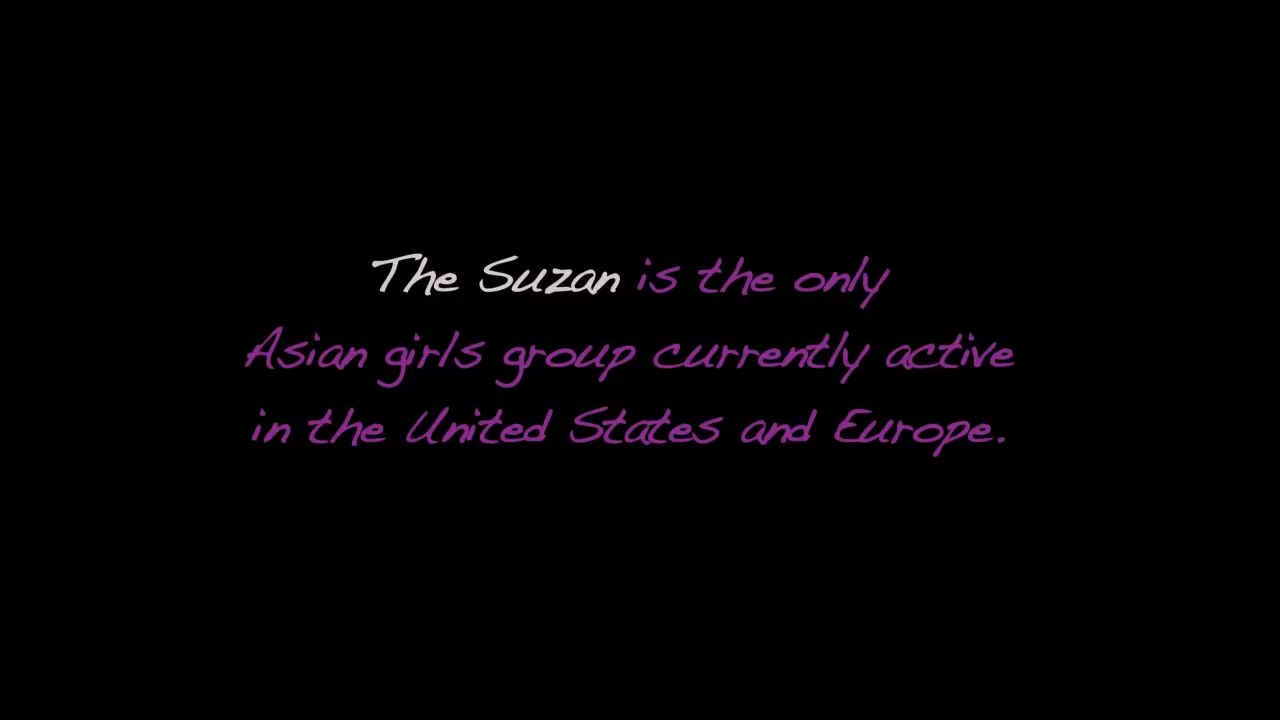 The Suzan is the only
Asian girls group currently active
in the United States and Europe.